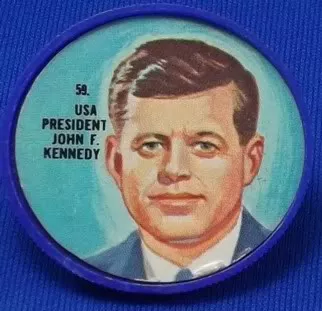 59.
USA
PRESIDENT
JOHN F.
KENNEDY